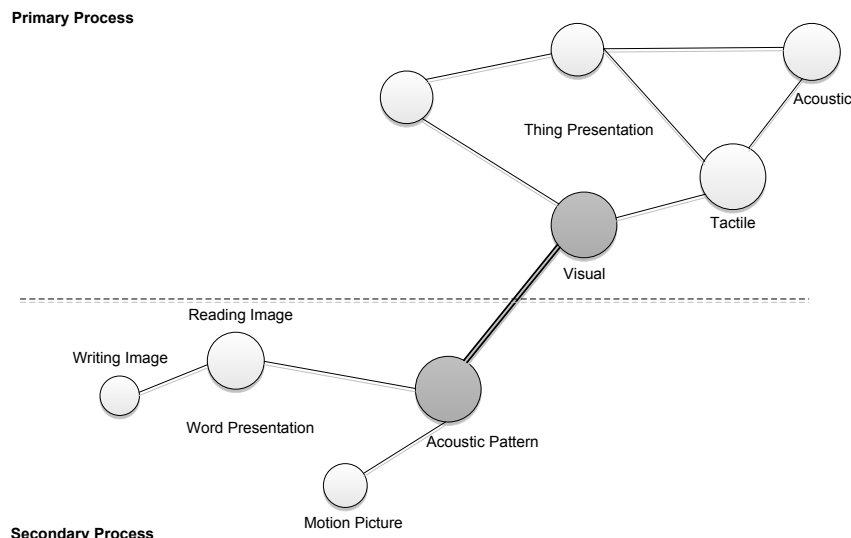 Primary Process
Acoustic
Thing Presentation
Tactile
Visual
Reading Image
Writing Image
Word Presentation
Acoustic Pattern
Motion Picture
Secondary Process